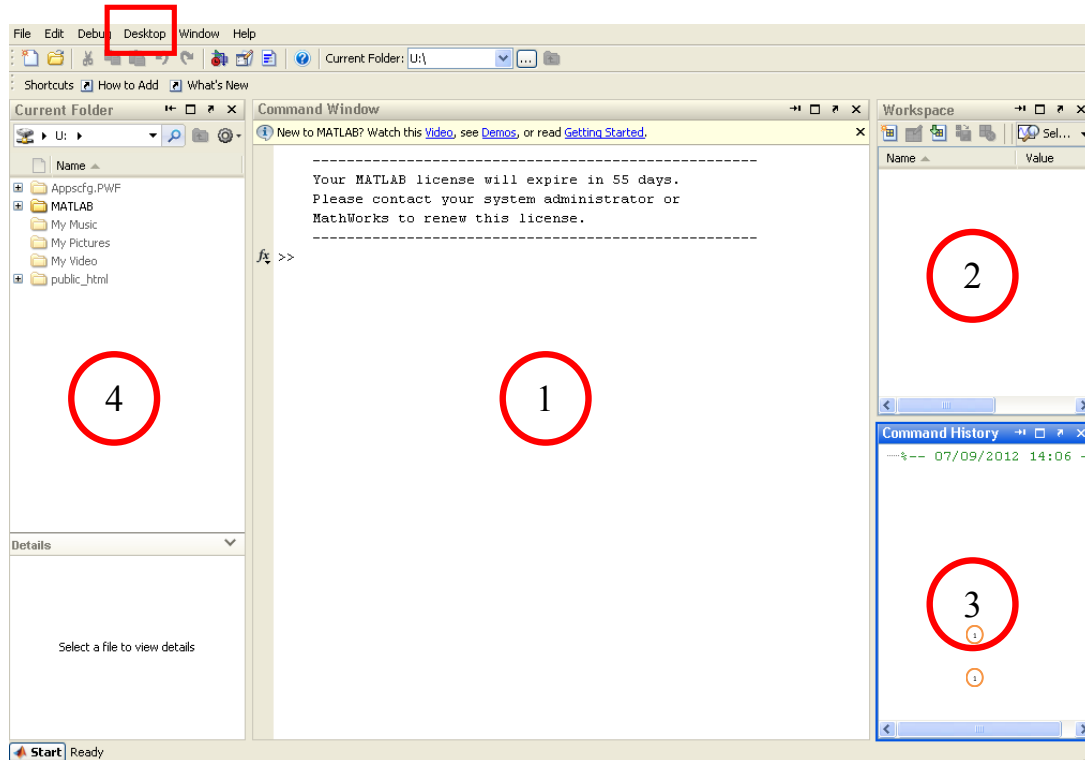 File Edit Debug Desktop Window Help
Current Folder: U:\
Shortcuts How to Add What's New
Current Folder
U:
Name
Appscfg.PWF
MATLAB
My Music
My Pictures
My Video
public_html
4
Details
Select a file to view details
Command Window
New to MATLAB? Watch this Video, see Demos, or read Getting Started.
----------------------------------------------------
Your MATLAB license will expire in 55 days.
Please contact your system administrator or
MathWorks to renew this license.
----------------------------------------------------
fx >>
1
Workspace
Sel...
Name Value
2
Command History
%-- 07/09/2012 14:06 -
3
1
1
Start Ready